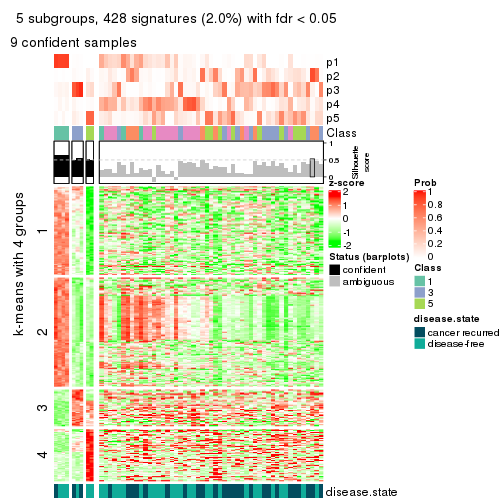 5 subgroups, 428 signatures (2.0%) with fdr < 0.05
9 confident samples
p1
p2
p3
p4
p5
Class
1
0.5
0
Silhouette
score
k-means with 4 groups
1
2
3
4
z-score
2
1
0
-1
-2
Status (barplots)
confident
ambiguous
Prob
1
0.8
0.6
0.4
0.2
0
Class
1
3
5
disease.state
cancer recurred
disease-free
disease.state